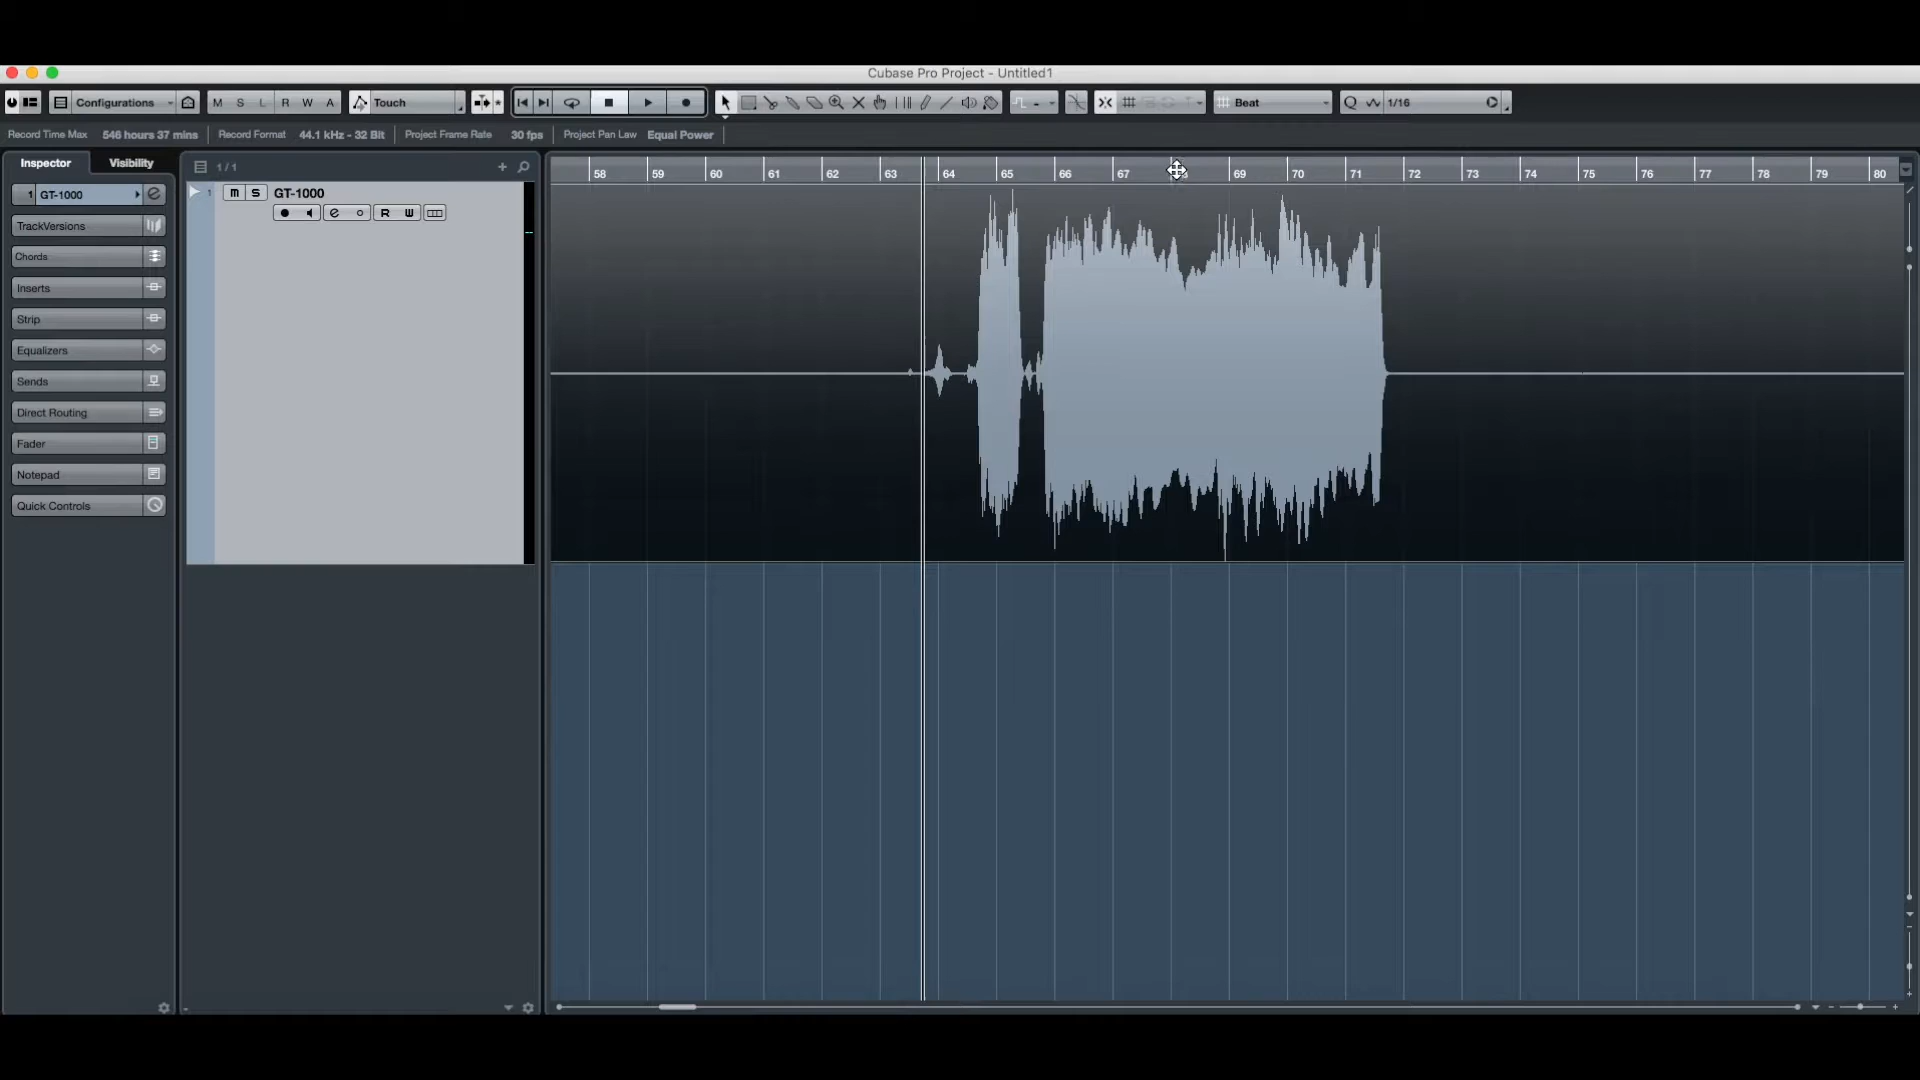 Cubase Pro Project - Untitled1
Configurations M S L R W A Touch Beat Q 1/16
Record Time Max 546 hours 37 mins Record Format 44.1 kHz - 32 Bit Project Frame Rate 30 fps Project Pan Law Equal Power
Inspector Visibility 1/1
58 59 60 61 62 63 64 65 66 67 69 70 71 72 73 74 75 76 77 78 79 80
1 GT-1000
1 m S GT-1000
R W
TrackVersions
Chords
Inserts
Strip
Equalizers
Sends
Direct Routing
Fader
Notepad
Quick Controls